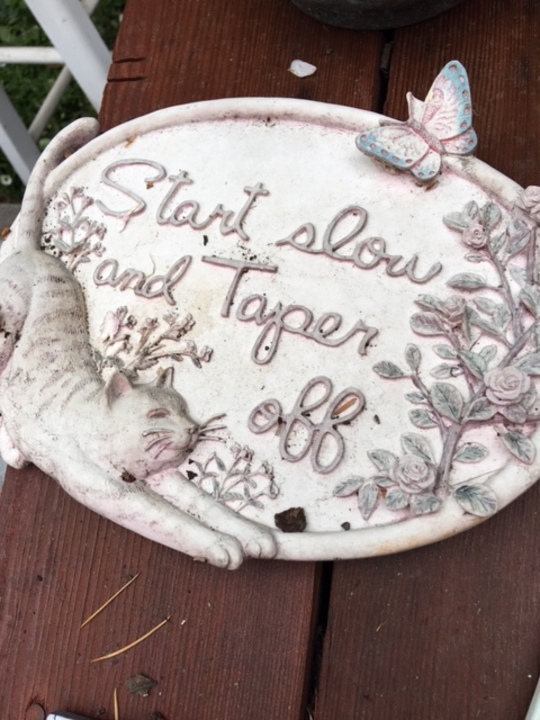 Start slow
and Taper
off